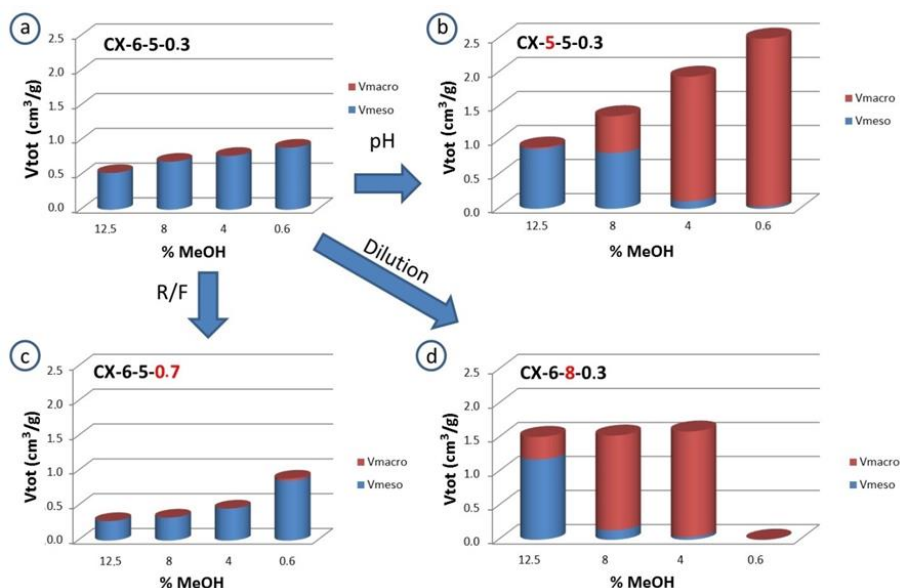 a
CX-6-5-0.3
Vtot (cm³/g)
2.5
2.0
1.5
1.0
0.5
0.0
12.5 8 4 0.6
% MeOH
Vmacro
Vmeso
pH
b
CX-5-5-0.3
Vtot (cm³/g)
2.5
2.0
1.5
1.0
0.5
0.0
12.5 8 4 0.6
% MeOH
Vmacro
Vmeso
R/F
Dilution
c
CX-6-5-0.7
Vtot (cm³/g)
2.5
2.0
1.5
1.0
0.5
0.0
12.5 8 4 0.6
% MeOH
Vmacro
Vmeso
d
CX-6-8-0.3
Vtot (cm³/g)
2.5
2.0
1.5
1.0
0.5
0.0
12.5 8 4 0.6
% MeOH
Vmacro
Vmeso